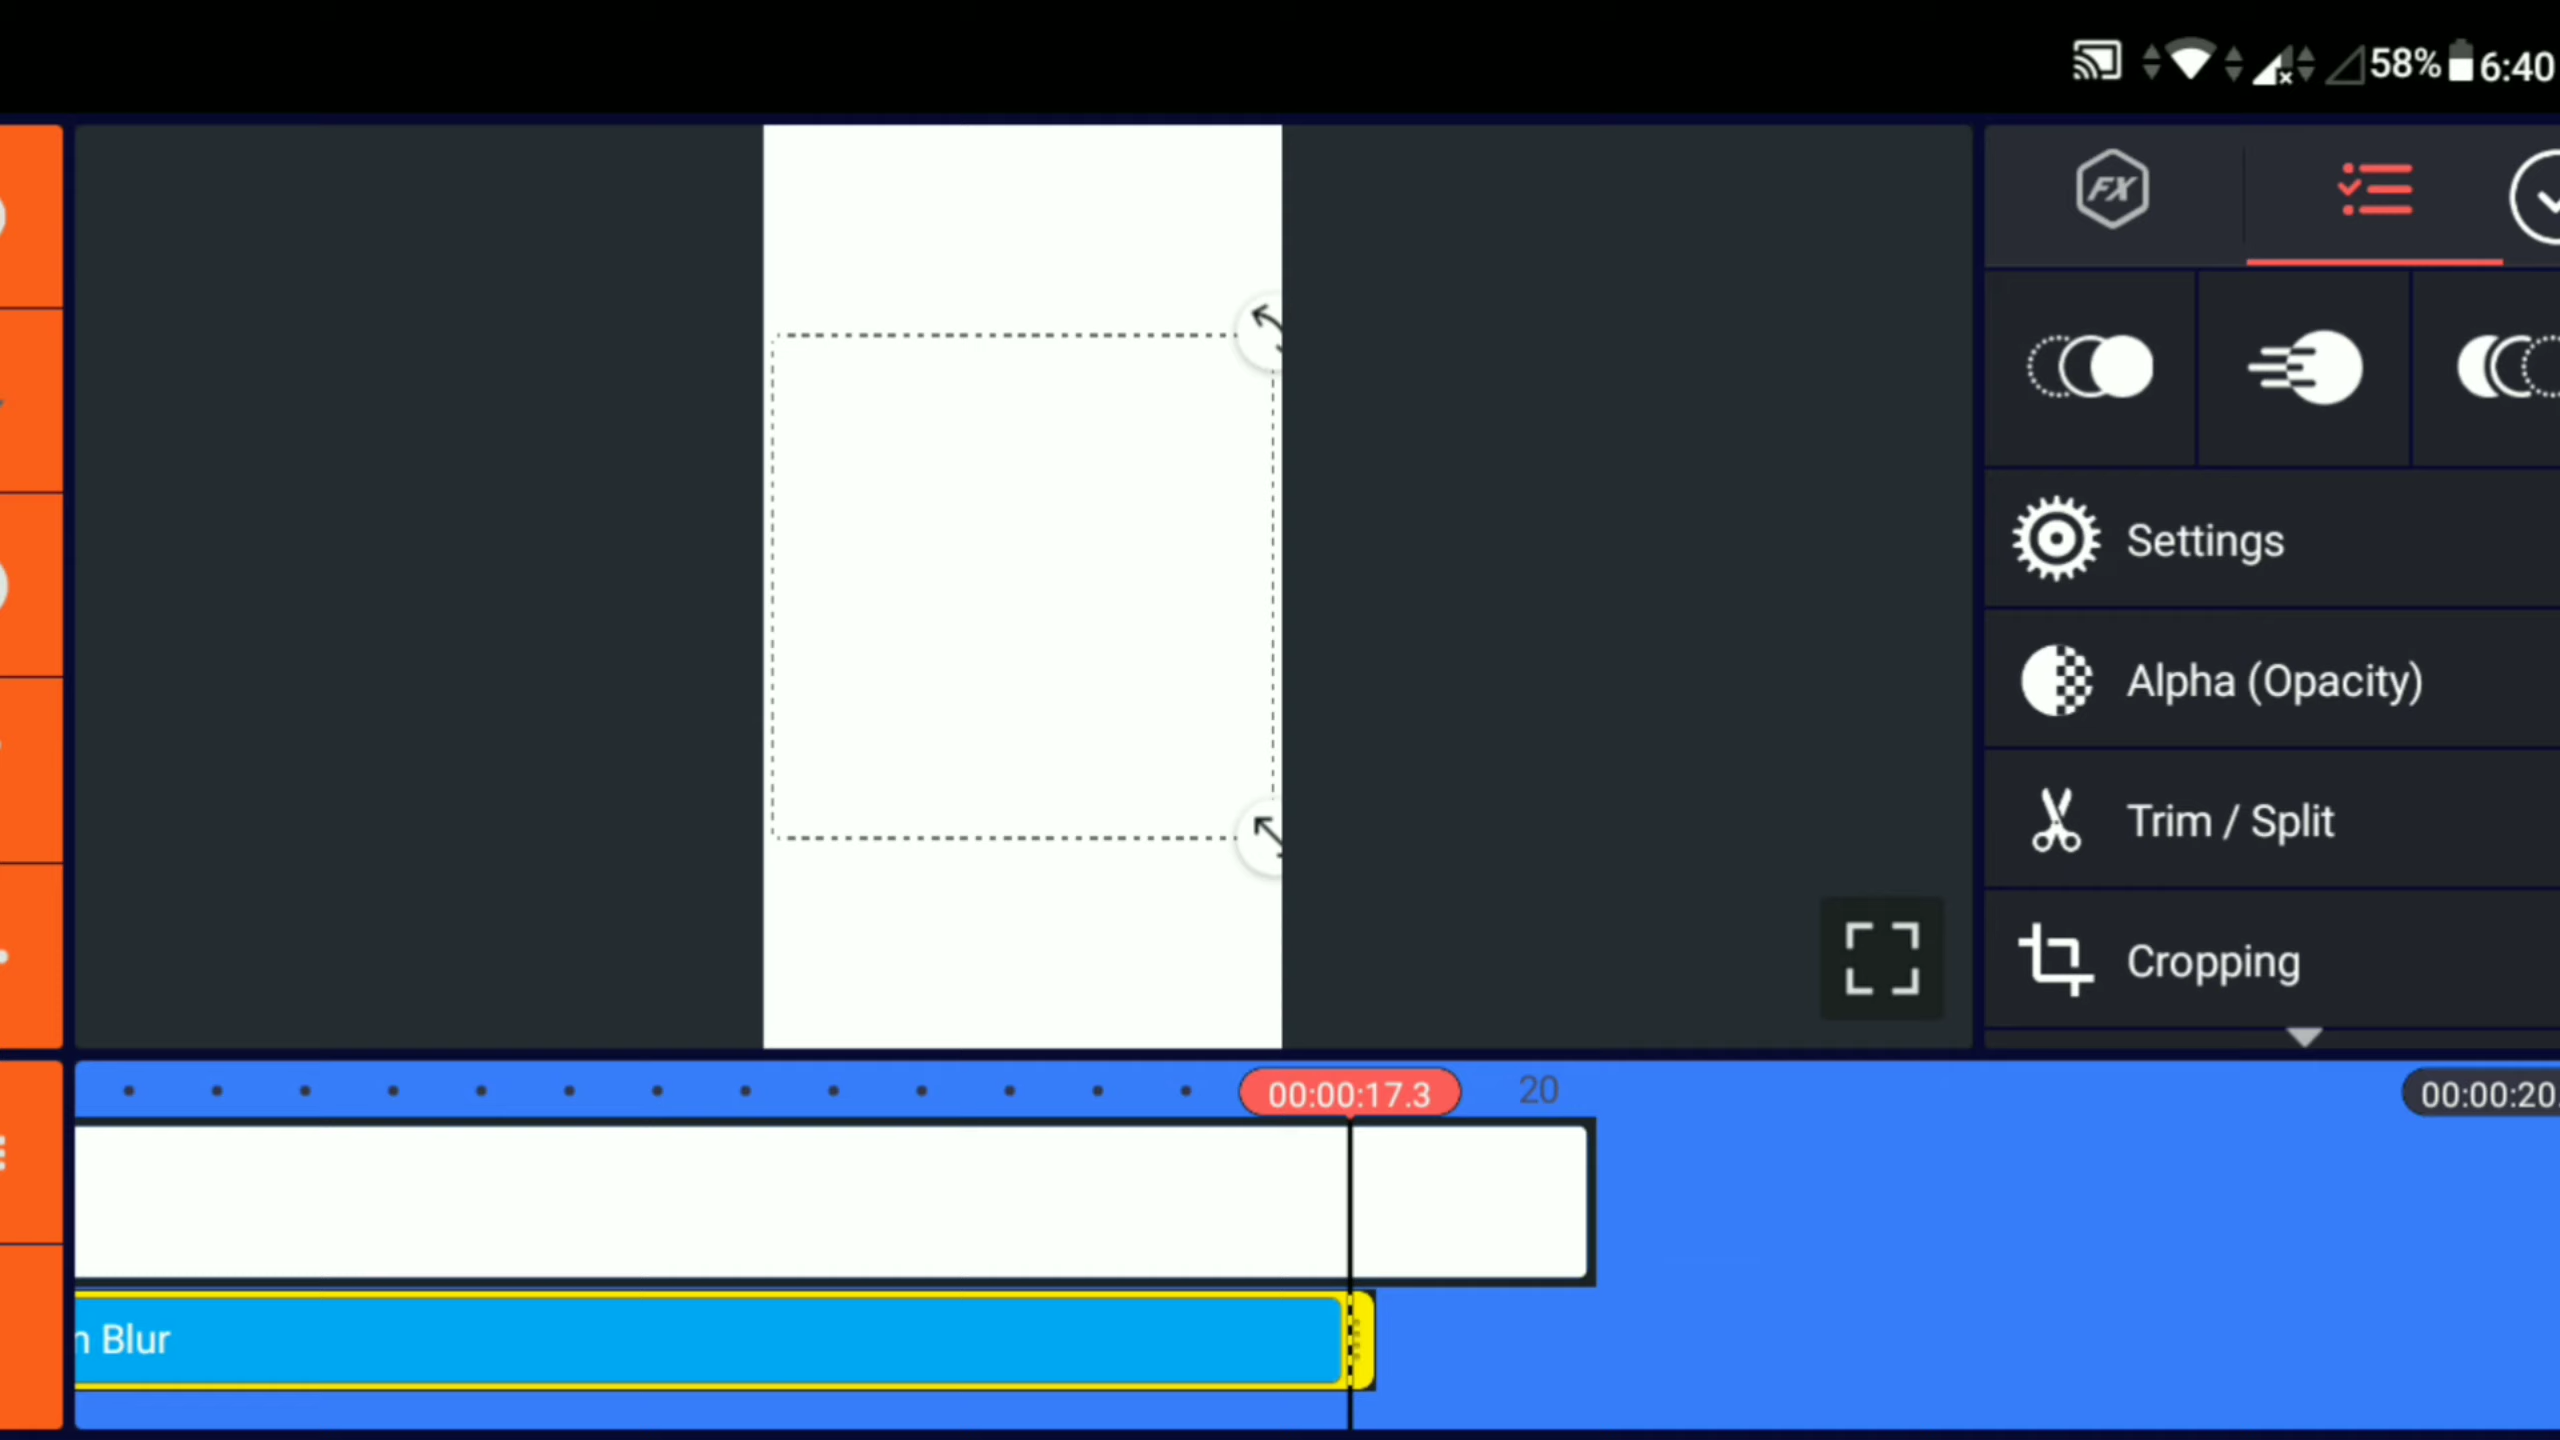 58% 6:40
FX
Settings
Alpha (Opacity)
Trim / Split
Cropping
00:00:17.3 20 00:00:20.
Blur